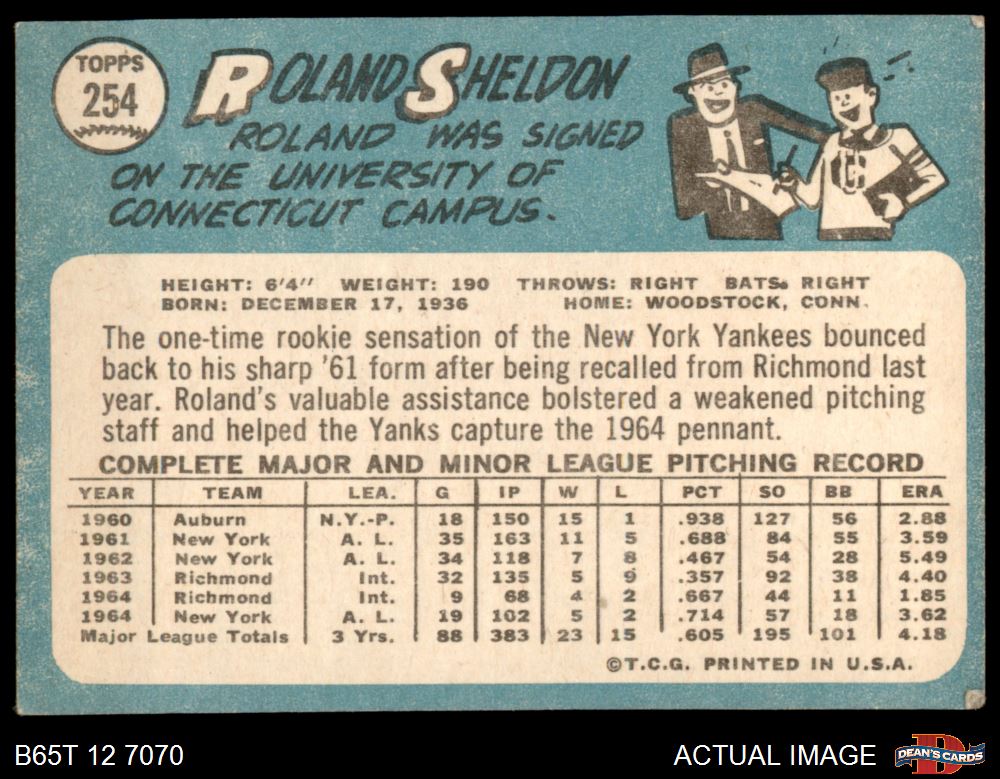 TOPPS
254
ROLAND SHELDON
ROLAND WAS SIGNED
ON THE UNIVERSITY OF
CONNECTICUT CAMPUS.
C
HEIGHT: 6'4" WEIGHT: 190 THROWS: RIGHT BATS: RIGHT
BORN: DECEMBER 17, 1936 HOME: WOODSTOCK, CONN.
The one-time rookie sensation of the New York Yankees bounced
back to his sharp '61 form after being recalled from Richmond last
year. Roland's valuable assistance bolstered a weakened pitching
staff and helped the Yanks capture the 1964 pennant.
COMPLETE MAJOR AND MINOR LEAGUE PITCHING RECORD
YEAR TEAM LEA. G IP W L PCT SO BB ERA
1960 Auburn N.Y.-P. 18 150 15 1 .938 127 56 2.88
1961 New York A. L. 35 163 11 5 .688 84 55 3.59
1962 New York A. L. 34 118 7 8 .467 54 28 5.49
1963 Richmond Int. 32 135 5 9 .357 92 38 4.40
1964 Richmond Int. 9 68 4 2 .667 44 11 1.85
1964 New York A. L. 19 102 5 2 .714 57 18 3.62
Major League Totals 3 Yrs. 88 383 23 15 .605 195 101 4.18
©T.C.G. PRINTED IN U.S.A.
B65T 12 7070 ACTUAL IMAGE D DEAN'S CARDS